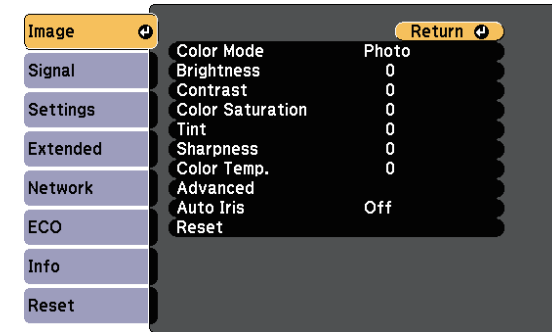 Image
Signal
Settings
Extended
Network
ECO
Info
Reset
Return
Color Mode Photo
Brightness 0
Contrast 0
Color Saturation 0
Tint 0
Sharpness 0
Color Temp. 0
Advanced
Auto Iris Off
Reset